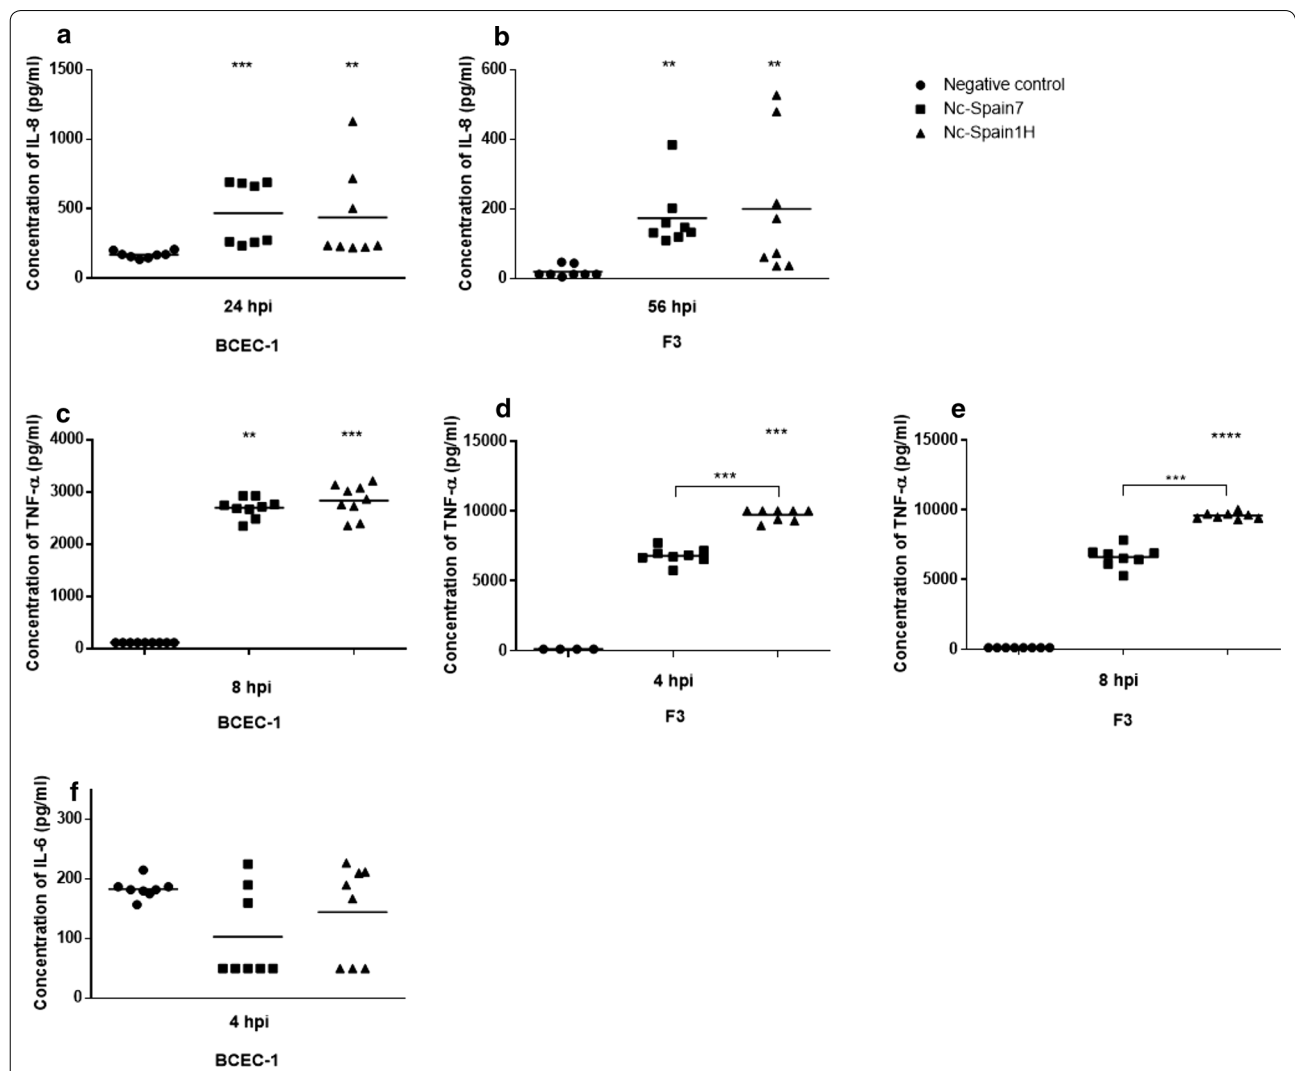 a
Concentration of IL-8 (pg/ml)
1500
1000
500
0
***
**
24 hpi
BCEC-1
b
Concentration of IL-8 (pg/ml)
600
400
200
0
**
**
56 hpi
F3
Negative control
Nc-Spain7
Nc-Spain1H
c
Concentration of TNF-α (pg/ml)
4000
3000
2000
1000
0
**
***
8 hpi
BCEC-1
d
Concentration of TNF-α (pg/ml)
15000
10000
5000
0
***
***
4 hpi
F3
e
Concentration of TNF-α (pg/ml)
15000
10000
5000
0
***
****
8 hpi
F3
f
Concentration of IL-6 (pg/ml)
300
200
100
0
4 hpi
BCEC-1